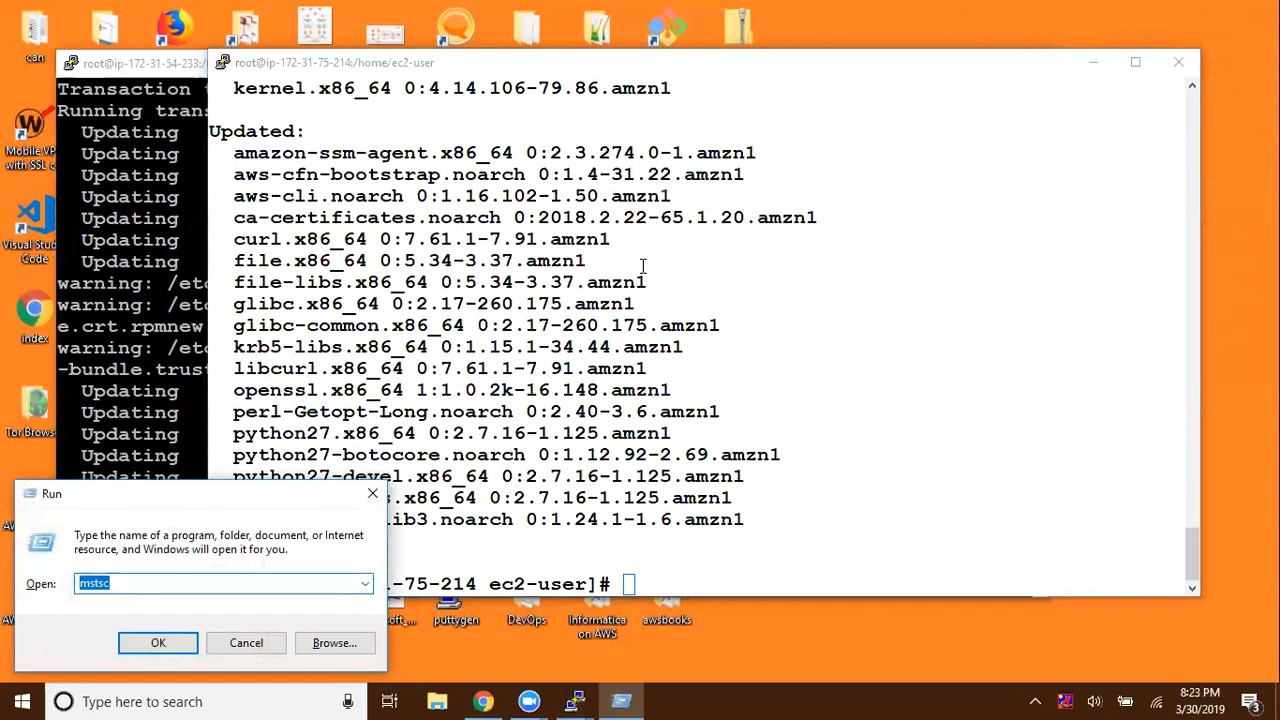 can
root@ip-172-31-54-233:/
root@ip-172-31-75-214:/home/ec2-user
Transaction
Running trans
Updating
Updating
Updating
Updating
Updating
Updating
Updating
warning: /etc
warning: /etc
e.crt.rpmnew
warning: /etc
-bundle.trust
Updating
Updating
Updating
Updating
Updating
kernel.x86_64 0:4.14.106-79.86.amzn1
Updated:
amazon-ssm-agent.x86_64 0:2.3.274.0-1.amzn1
aws-cfn-bootstrap.noarch 0:1.4-31.22.amzn1
aws-cli.noarch 0:1.16.102-1.50.amzn1
ca-certificates.noarch 0:2018.2.22-65.1.20.amzn1
curl.x86_64 0:7.61.1-7.91.amzn1
file.x86_64 0:5.34-3.37.amzn1
file-libs.x86_64 0:5.34-3.37.amzn1
glibc.x86_64 0:2.17-260.175.amzn1
glibc-common.x86_64 0:2.17-260.175.amzn1
krb5-libs.x86_64 0:1.15.1-34.44.amzn1
libcurl.x86_64 0:7.61.1-7.91.amzn1
openssl.x86_64 1:1.0.2k-16.148.amzn1
perl-Getopt-Long.noarch 0:2.40-3.6.amzn1
python27.x86_64 0:2.7.16-1.125.amzn1
python27-botocore.noarch 0:1.12.92-2.69.amzn1
python27-devel.x86_64 0:2.7.16-1.125.amzn1
s.x86_64 0:2.7.16-1.125.amzn1
lib3.noarch 0:1.24.1-1.6.amzn1
1-75-214 ec2-user]#
Mobile VP
with SSL c
Visual Stud
Code
index
Tor Browse
Run
Type the name of a program, folder, document, or Internet
resource, and Windows will open it for you.
Open:
mstsc
OK
Cancel
Browse...
puttygen
DevOps
Informatica
on AWS
awsbooks
Type here to search
8:23 PM
3/30/2019
3